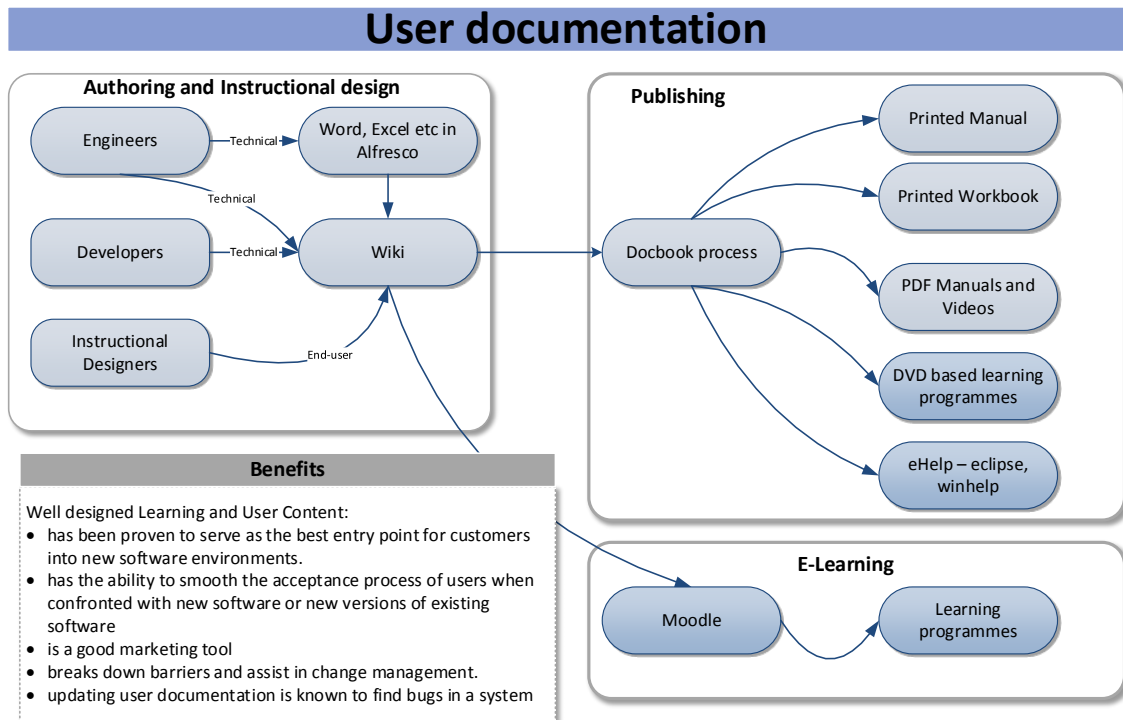 User documentation
Authoring and Instructional design
Engineers
Technical
Word, Excel etc in
Alfresco
Technical
Developers
Technical
Wiki
Instructional
Designers
End-user
Publishing
Printed Manual
Printed Workbook
Docbook process
PDF Manuals and
Videos
DVD based learning
programmes
eHelp – eclipse,
winhelp
Benefits
Well designed Learning and User Content:
• has been proven to serve as the best entry point for customers
into new software environments.
• has the ability to smooth the acceptance process of users when
confronted with new software or new versions of existing
software
• is a good marketing tool
• breaks down barriers and assist in change management.
• updating user documentation is known to find bugs in a system
E-Learning
Moodle
Learning
programmes